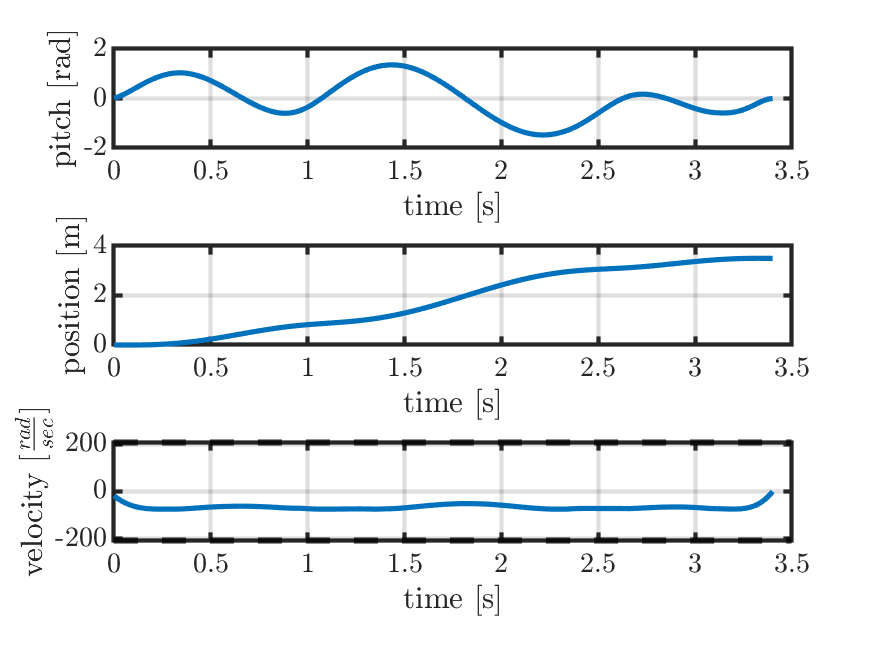 pitch [rad]
2
0
-2
0 0.5 1 1.5 2 2.5 3 3.5
time [s]
position [m]
4
2
0
0 0.5 1 1.5 2 2.5 3 3.5
time [s]
velocity [rad/sec]
200
0
-200
0 0.5 1 1.5 2 2.5 3 3.5
time [s]